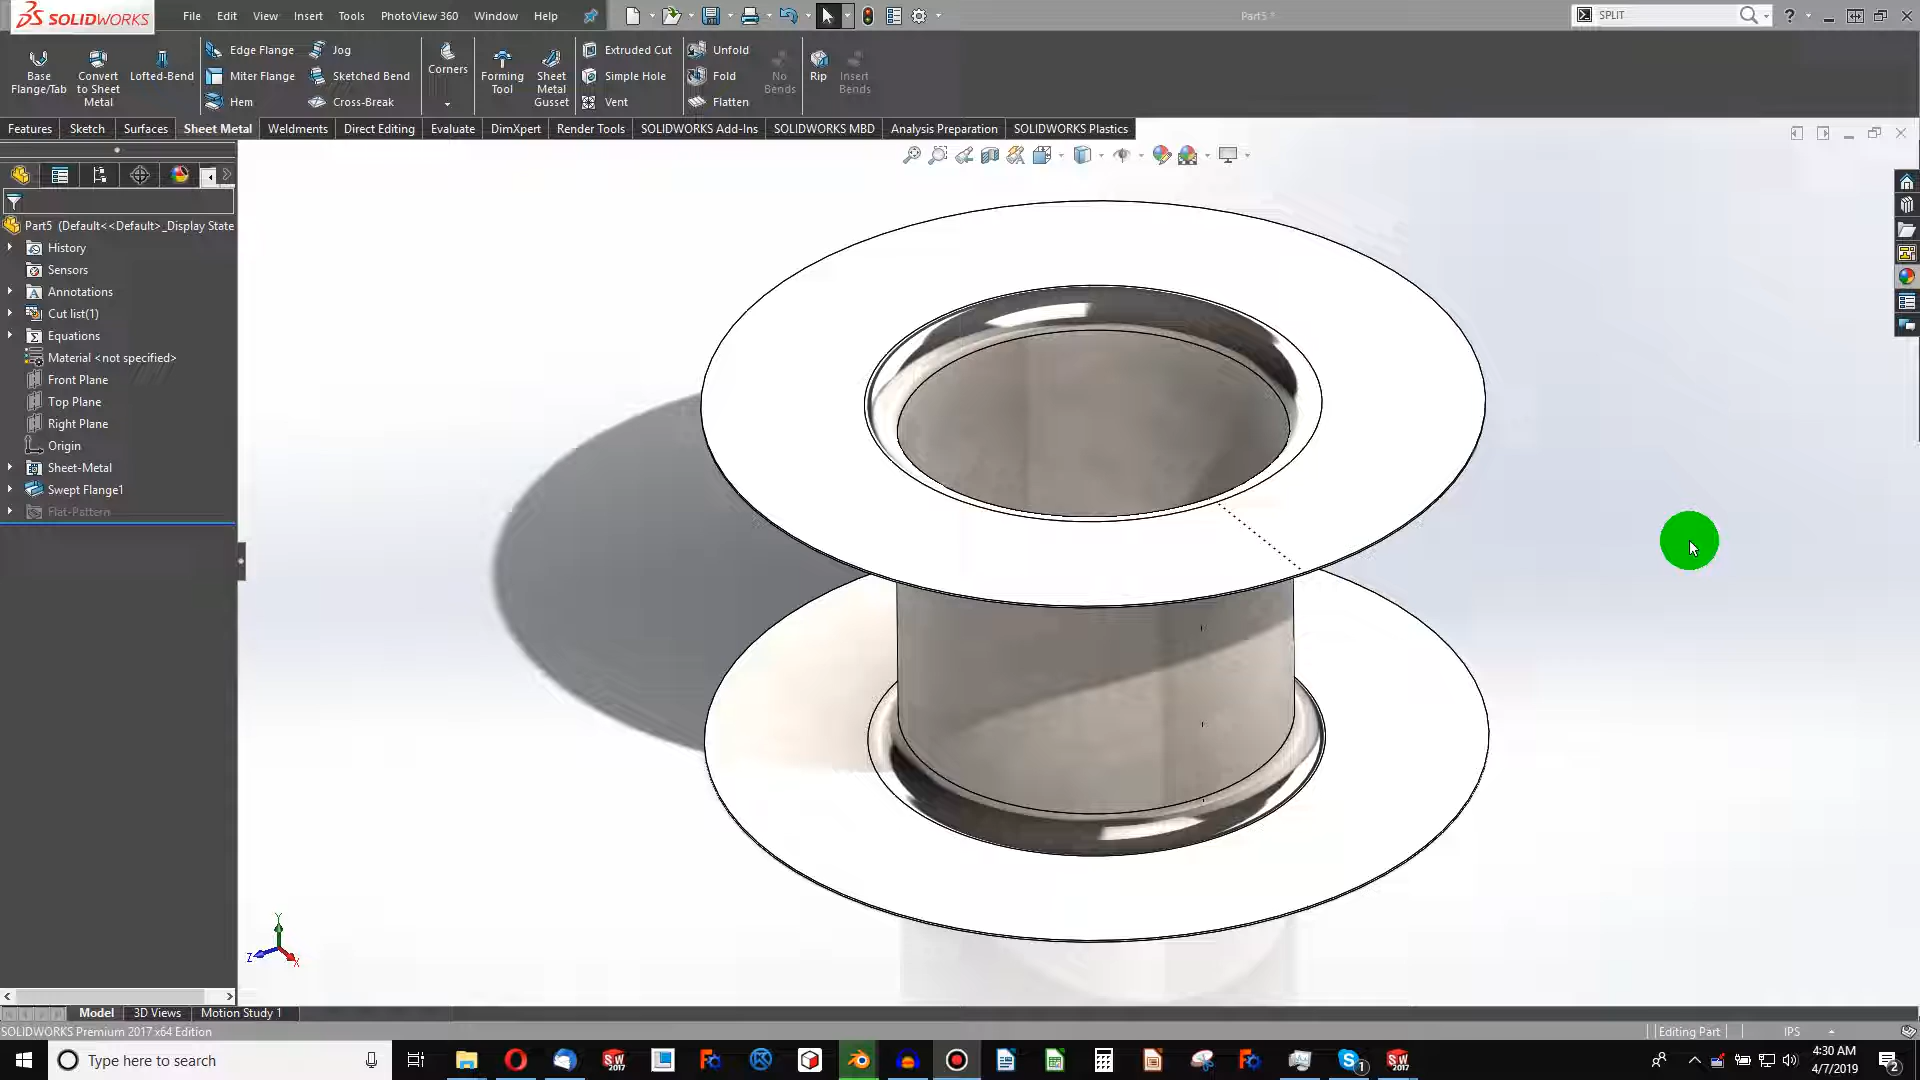 SOLIDWORKS
File Edit View Insert Tools PhotoView 360 Window Help
Part5 *
SPLIT
?
Base Flange/Tab
Convert to Sheet Metal
Lofted-Bend
Edge Flange
Miter Flange
Hem
Jog
Sketched Bend
Cross-Break
Corners
Forming Tool
Sheet Metal Gusset
Extruded Cut
Simple Hole
Vent
Unfold
Fold
Flatten
No Bends
Rip
Insert Bends
Features Sketch Surfaces Sheet Metal Weldments Direct Editing Evaluate DimXpert Render Tools SOLIDWORKS Add-Ins SOLIDWORKS MBD Analysis Preparation SOLIDWORKS Plastics
Part5 (Default<<Default>_Display State
History
Sensors
Annotations
Cut list(1)
Equations
Material <not specified>
Front Plane
Top Plane
Right Plane
Origin
Sheet-Metal
Swept Flange1
Flat-Pattern
Y
Z
X
Model 3D Views Motion Study 1
SOLIDWORKS Premium 2017 x64 Edition
Editing Part
IPS
Type here to search
SW 2017
SW 2017
1
4:30 AM
4/7/2019
2